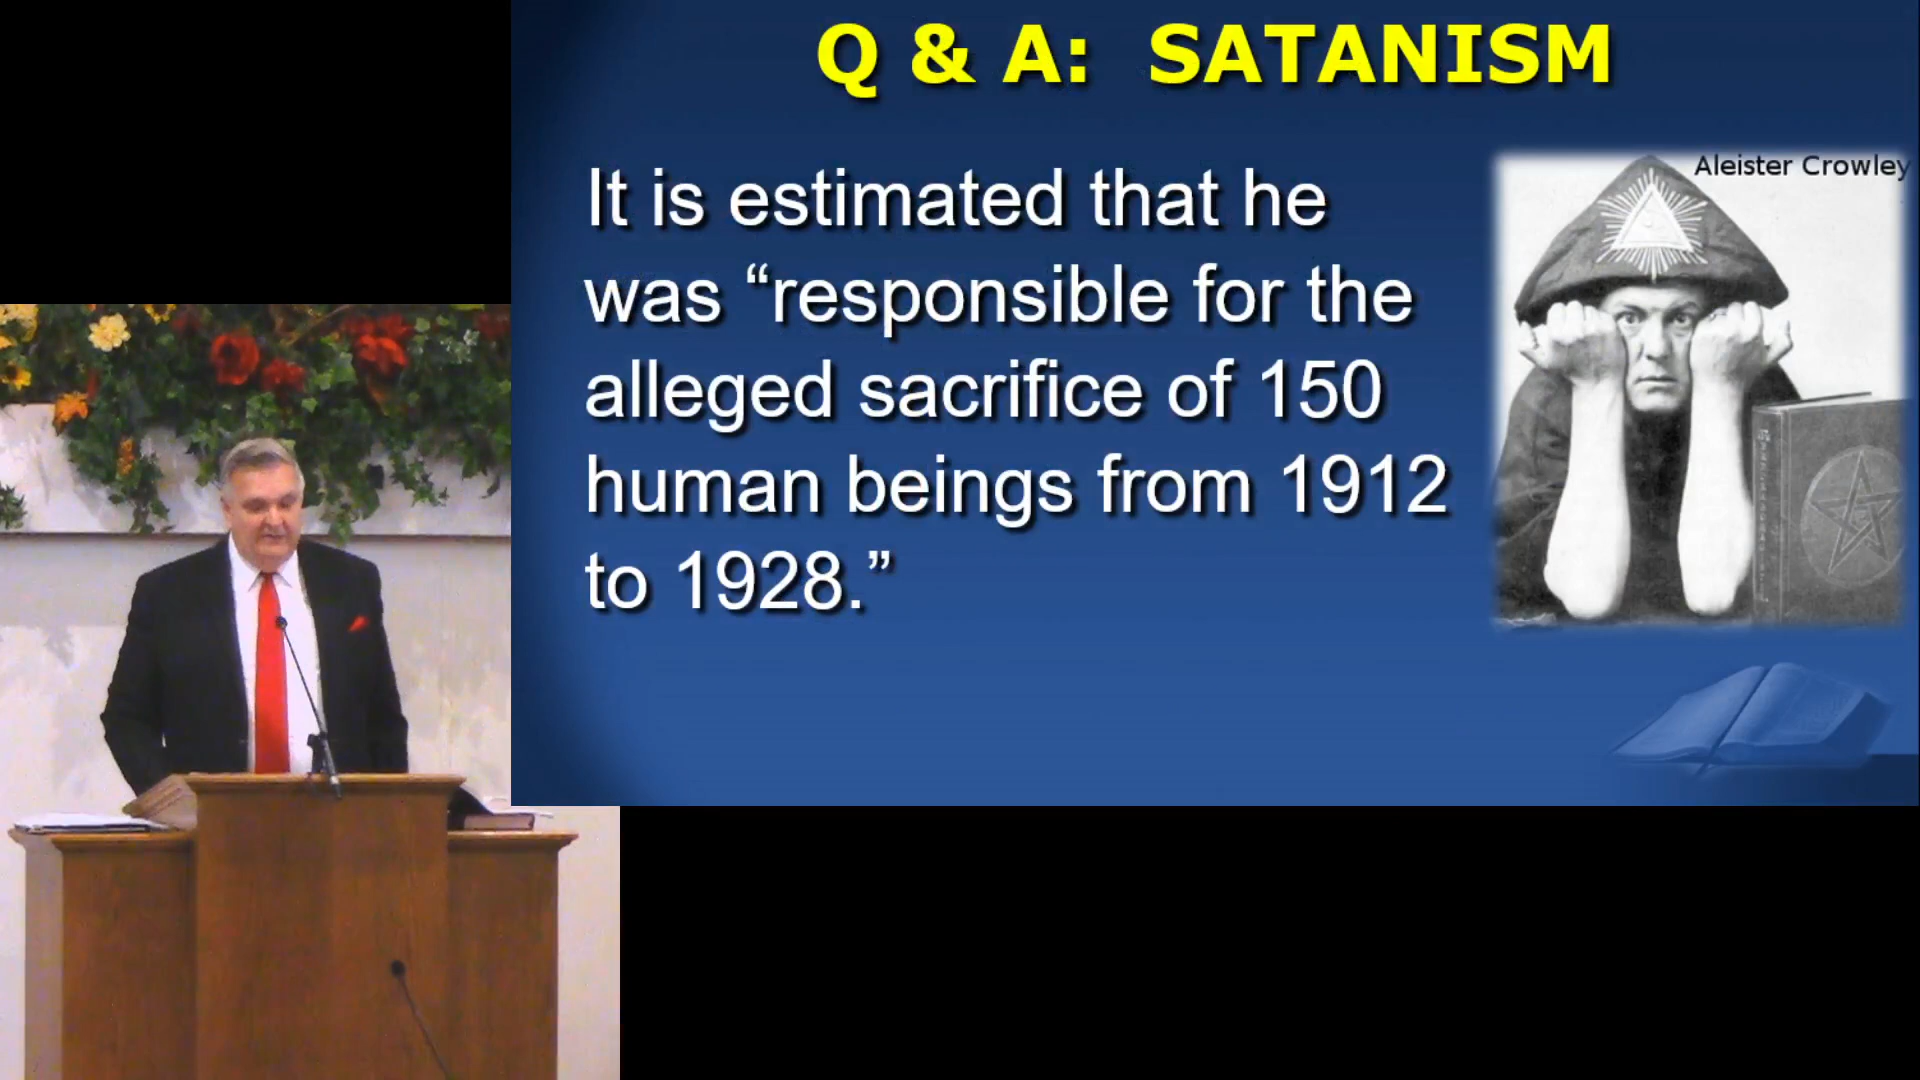 Q & A: SATANISM
Aleister Crowley
It is estimated that he
was “responsible for the
alleged sacrifice of 150
human beings from 1912
to 1928.”